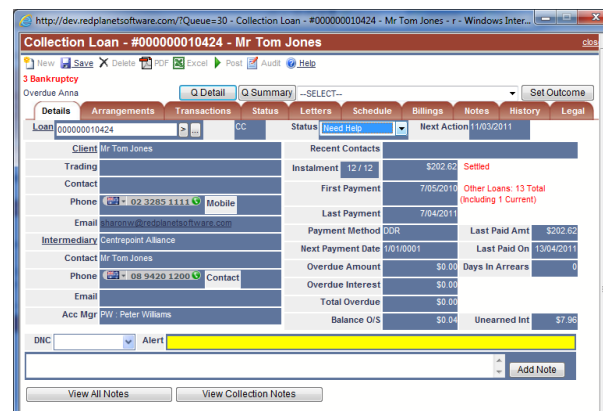 http://dev.redplanetsoftware.com/?Queue=30 - Collection Loan - #000000010424 - Mr Tom Jones - r - Windows Inter...
Collection Loan - #000000010424 - Mr Tom Jones clos
New Save Delete PDF Excel Post Audit Help
3 Bankruptcy
Overdue Anna Q Detail Q Summary --SELECT-- Set Outcome
Details Arrangements Transactions Status Letters Schedule Billings Notes History Legal
Loan 000000010424 > ... CC Status Need Help Next Action 11/03/2011
Client Mr Tom Jones Recent Contacts
Trading Instalment 12 / 12 $202.62 Settled
Contact First Payment 7/05/2010 Other Loans: 13 Total
(Including 1 Current)
Phone 02 3285 1111 Mobile
Last Payment 7/04/2011
Email sharonw@redplanetsoftware.com Payment Method DDR Last Paid Amt $202.62
Intermediary Centrepoint Alliance Next Payment Date 1/01/0001 Last Paid On 13/04/2011
Contact Mr Tom Jones Overdue Amount $0.00 Days In Arrears 0
Phone 08 9420 1200 Contact Overdue Interest $0.00
Email Total Overdue $0.00
Acc Mgr PW : Peter Williams Balance O/S $0.04 Unearned Int $7.96
DNC Alert
Add Note
View All Notes View Collection Notes